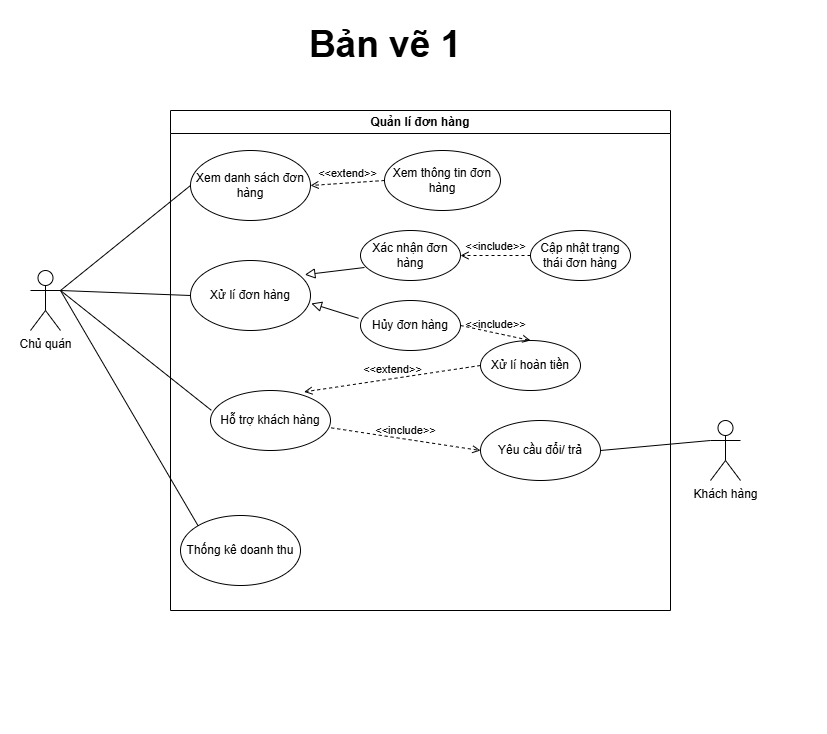 Bản vẽ 1
Quản lí đơn hàng
Xem danh sách đơn
hàng
<<extend>>
Xem thông tin đơn
hàng
Xác nhận đơn
hàng
<<include>>
Cập nhật trạng
thái đơn hàng
Xử lí đơn hàng
Hủy đơn hàng
<<include>>
Chủ quán
<<extend>>
Xử lí hoàn tiền
Hỗ trợ khách hàng
<<include>>
Yêu cầu đổi/ trả
Khách hàng
Thống kê doanh thu